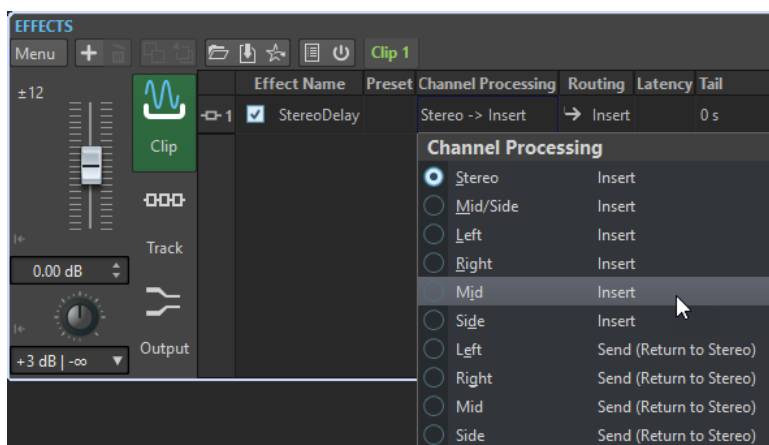 EFFECTS
Menu Clip 1
Effect Name Preset Channel Processing Routing Latency Tail
±12
1 StereoDelay Stereo -> Insert Insert 0 s
Clip
Channel Processing
Stereo Insert
Mid/Side Insert
Left Insert
Track
Right Insert
0.00 dB
Mid Insert
Side Insert
Output
Left Send (Return to Stereo)
+3 dB | -∞
Right Send (Return to Stereo)
Mid Send (Return to Stereo)
Side Send (Return to Stereo)